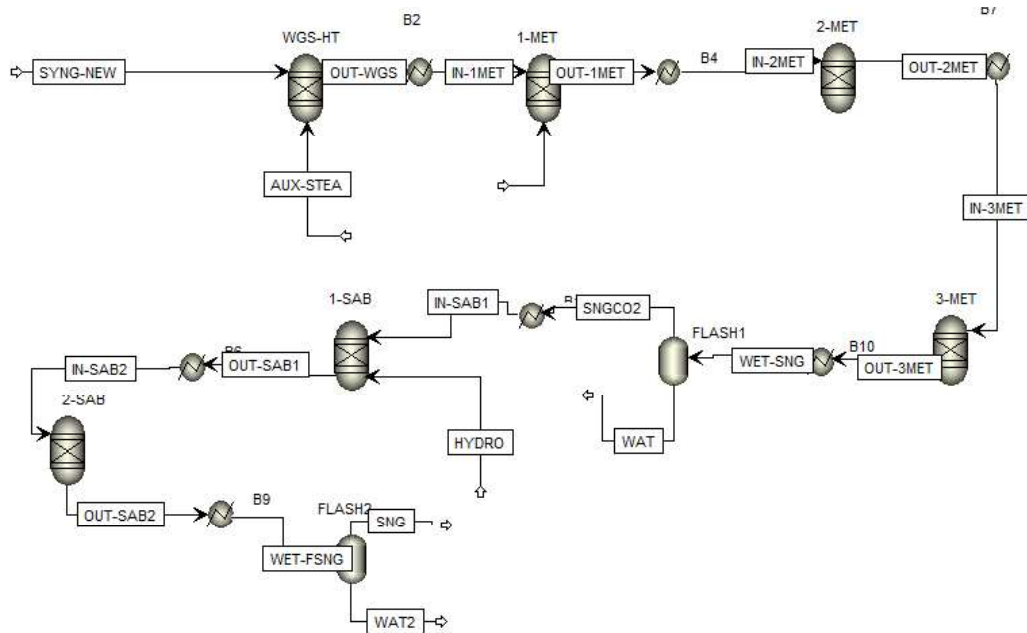 B2
B7
WGS-HT
1-MET
2-MET
SYNG-NEW
OUT-WGS
IN-1MET
OUT-1MET
B4
IN-2MET
OUT-2MET
AUX-STEA
IN-3MET
1-SAB
IN-SAB1
SNGCO2
FLASH1
3-MET
B10
IN-SAB2
OUT-SAB1
WET-SNG
OUT-3MET
2-SAB
HYDRO
WAT
OUT-SAB2
B9
FLASH2
SNG
WET-FSNG
WAT2